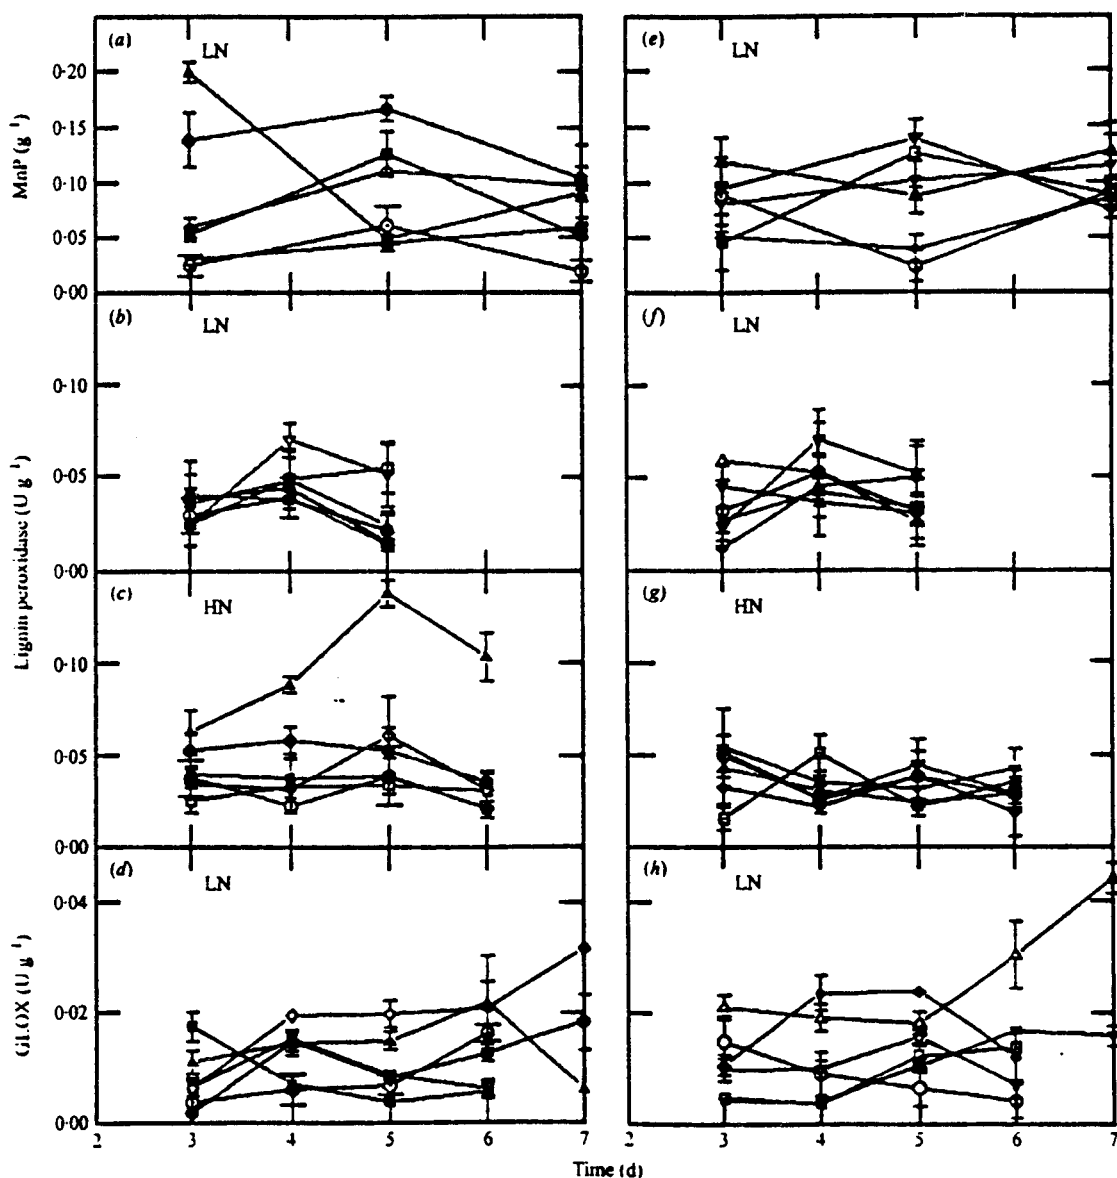 (a) LN
0·20
0·15
0·10
0·05
0·00
MnP (g⁻¹)
(e) LN
(b) LN
0·10
0·05
0·00
Lignin peroxidase (U g⁻¹)
(f) LN
(c) HN
0·10
0·05
0·00
(g) HN
(d) LN
0·04
0·02
0·00
GLOX (U g⁻¹)
(h) LN
2 3 4 5 6 7
2 3 4 5 6 7
Time (d)